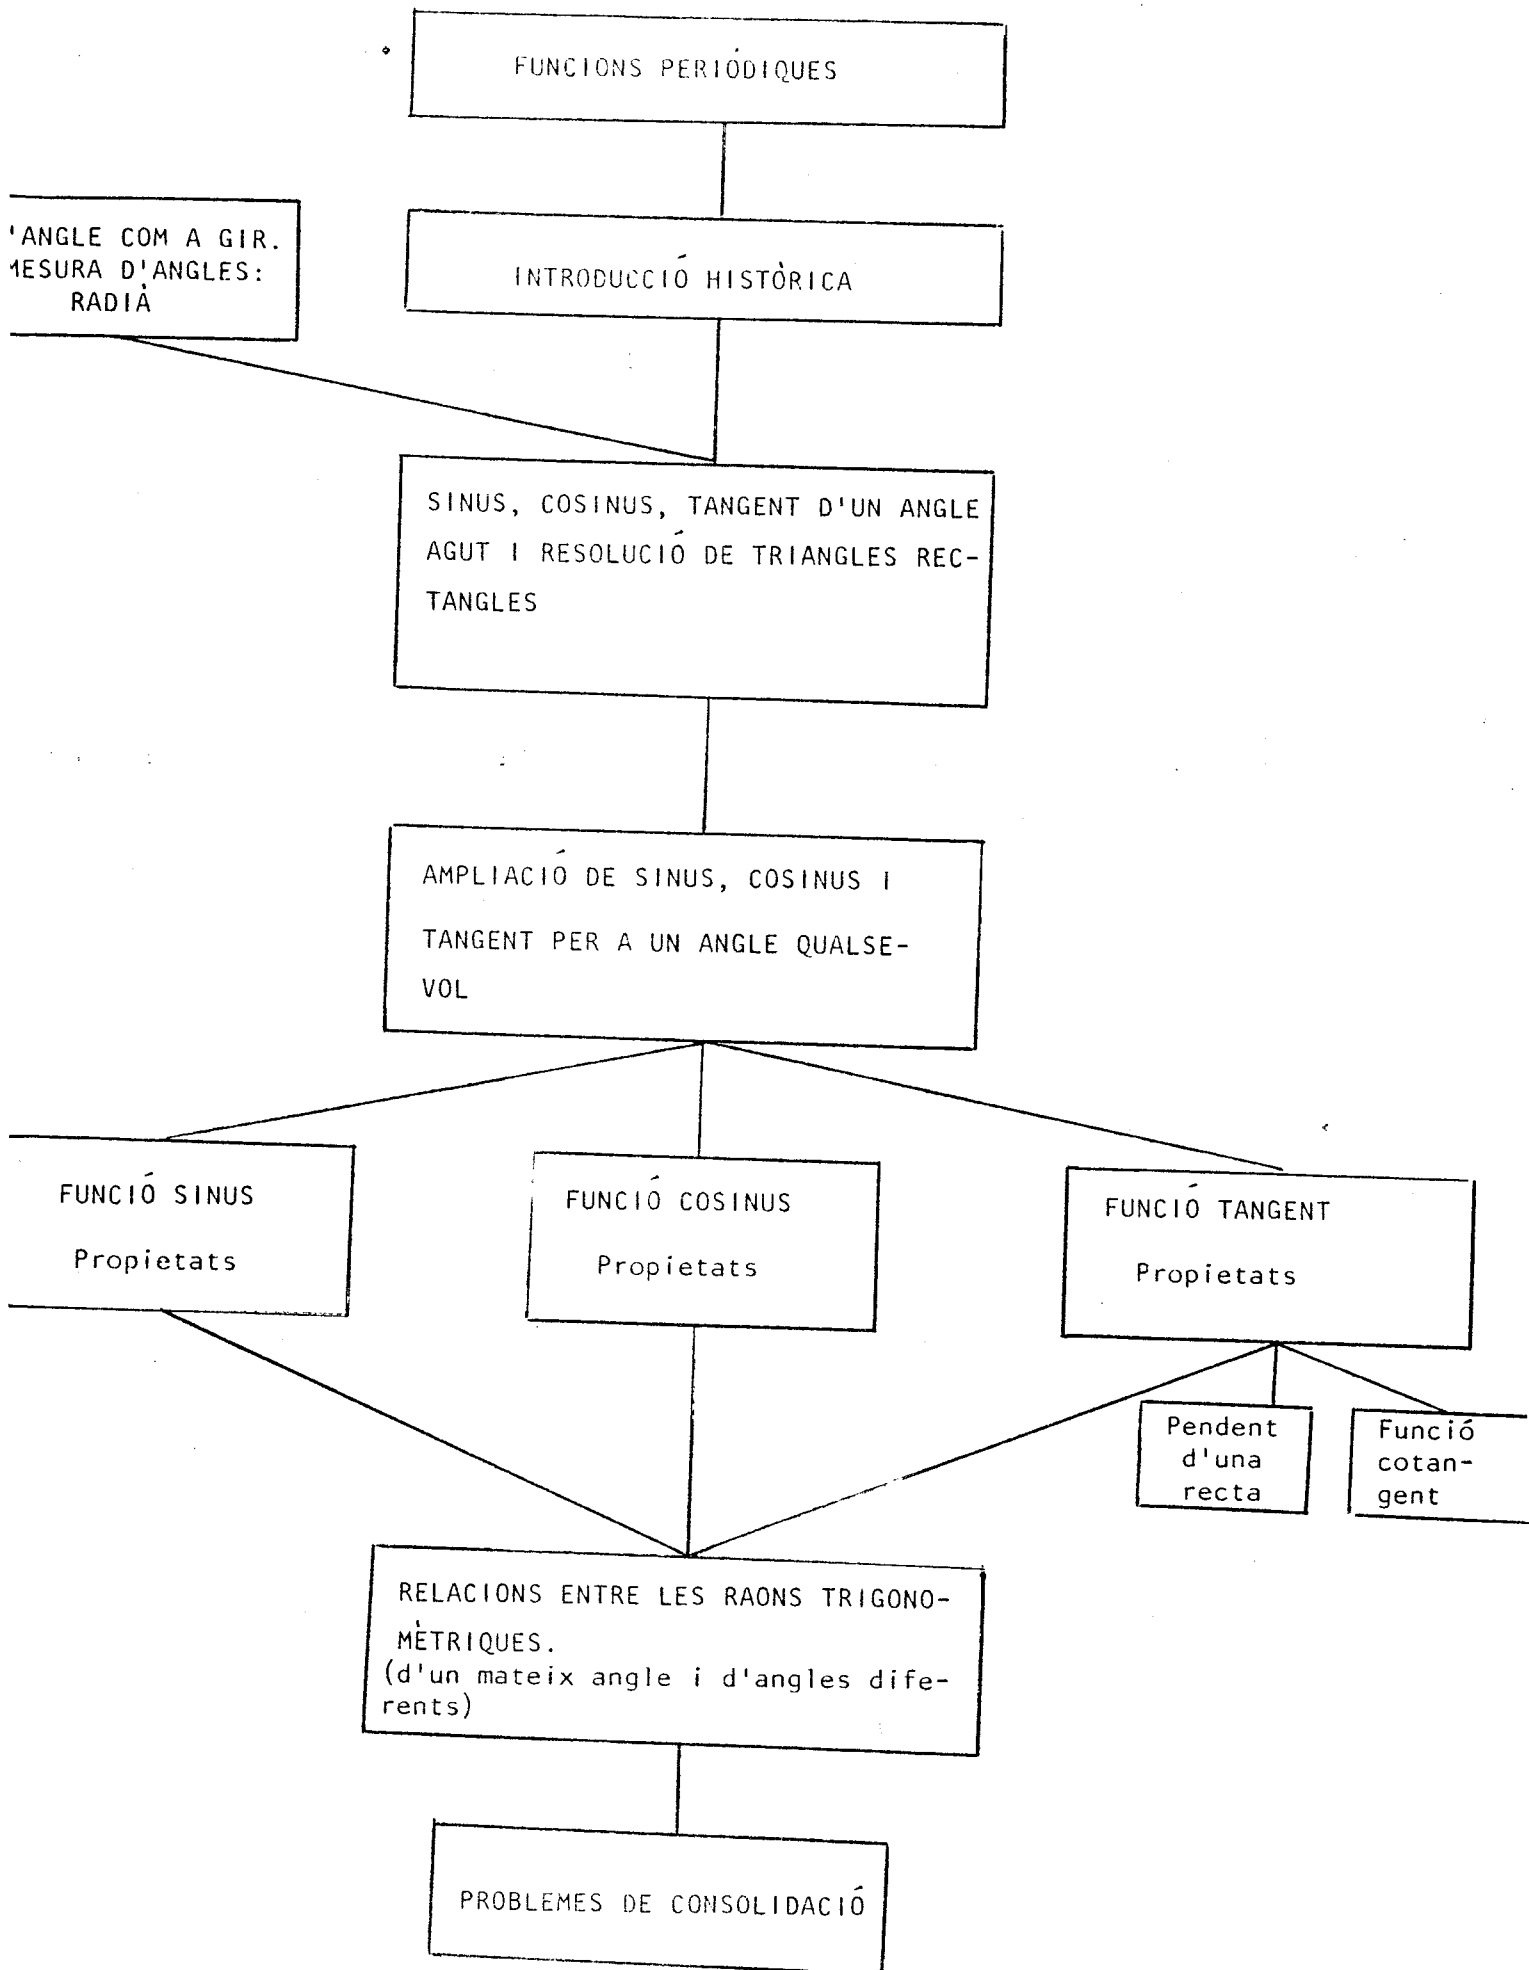 FUNCIONS PERIÓDIQUES
'ANGLE COM A GIR.
MESURA D'ANGLES:
RADIÀ
INTRODUCCIÓ HISTÒRICA
SINUS, COSINUS, TANGENT D'UN ANGLE
AGUT I RESOLUCIÓ DE TRIANGLES REC-
TANGLES
AMPLIACIÓ DE SINUS, COSINUS I
TANGENT PER A UN ANGLE QUALSE-
VOL
FUNCIÓ SINUS
Propietats
FUNCIÓ COSINUS
Propietats
FUNCIÓ TANGENT
Propietats
Pendent
d'una
recta
Funció
cotan-
gent
RELACIONS ENTRE LES RAONS TRIGONO-
MÈTRIQUES.
(d'un mateix angle i d'angles dife-
rents)
PROBLEMES DE CONSOLIDACIÓ